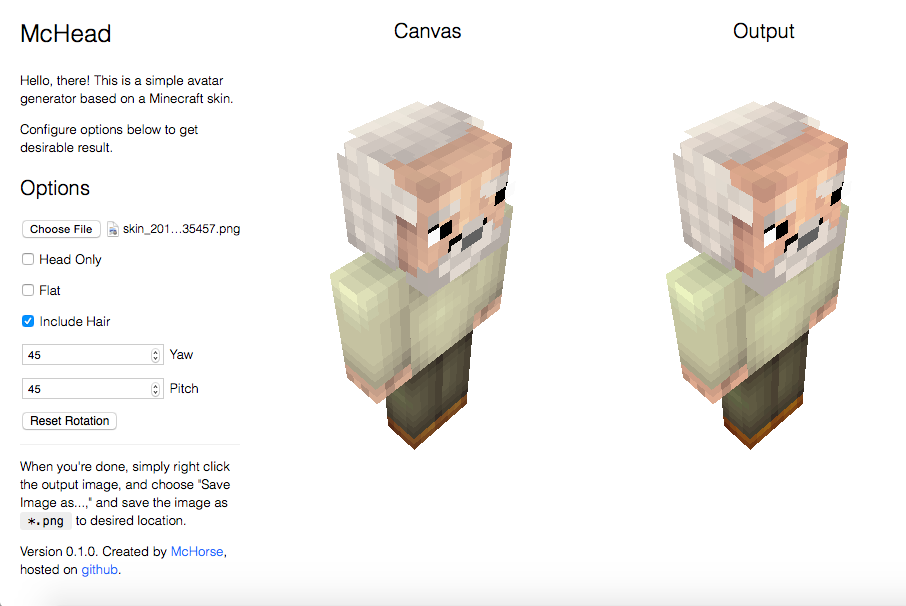 McHead
Hello, there! This is a simple avatar
generator based on a Minecraft skin.
Configure options below to get
desirable result.
Options
Choose File skin_201...35457.png
Head Only
Flat
Include Hair
45 Yaw
45 Pitch
Reset Rotation
When you're done, simply right click
the output image, and choose "Save
Image as...," and save the image as
*.png to desired location.
Version 0.1.0. Created by McHorse,
hosted on github.
Canvas
Output